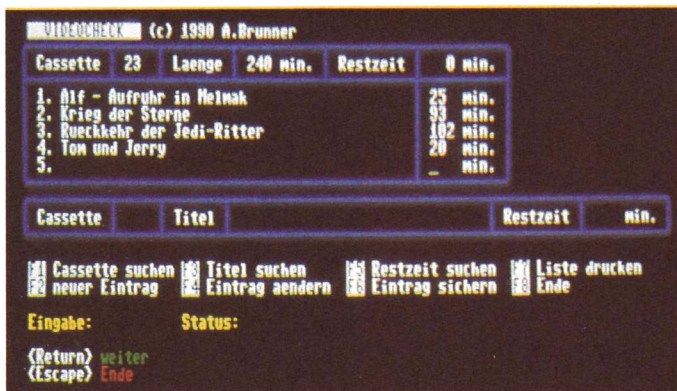 VIDEOCHECK (c) 1990 A.Brunner
Cassette 23 Laenge 240 min. Restzeit 0 min.
1. Alf - Aufruhr in Melmak 25 min.
2. Krieg der Sterne 93 min.
3. Rueckkehr der Jedi-Ritter 102 min.
4. Tom und Jerry 20 min.
5. _ min.
Cassette Titel Restzeit min.
F1 Cassette suchen F3 Titel suchen F5 Restzeit suchen F7 Liste drucken
F2 neuer Eintrag F4 Eintrag aendern F6 Eintrag sichern F8 Ende
Eingabe: Status:
<Return> weiter
<Escape> Ende